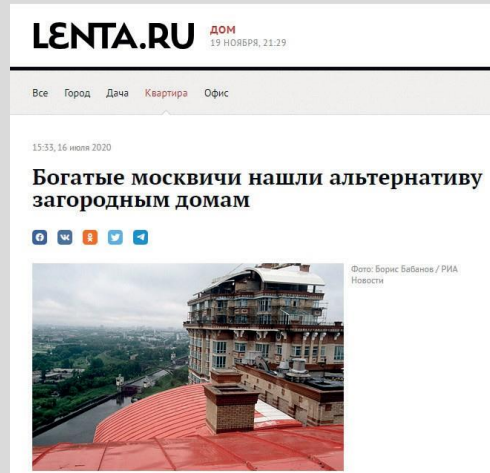 LENTA.RU
ДОМ
19 НОЯБРЯ, 21:29
Все Город Дача Квартира Офис
15:33, 16 июля 2020
Богатые москвичи нашли альтернативу
загородным домам
Фото: Борис Бабанов / РИА
Новости